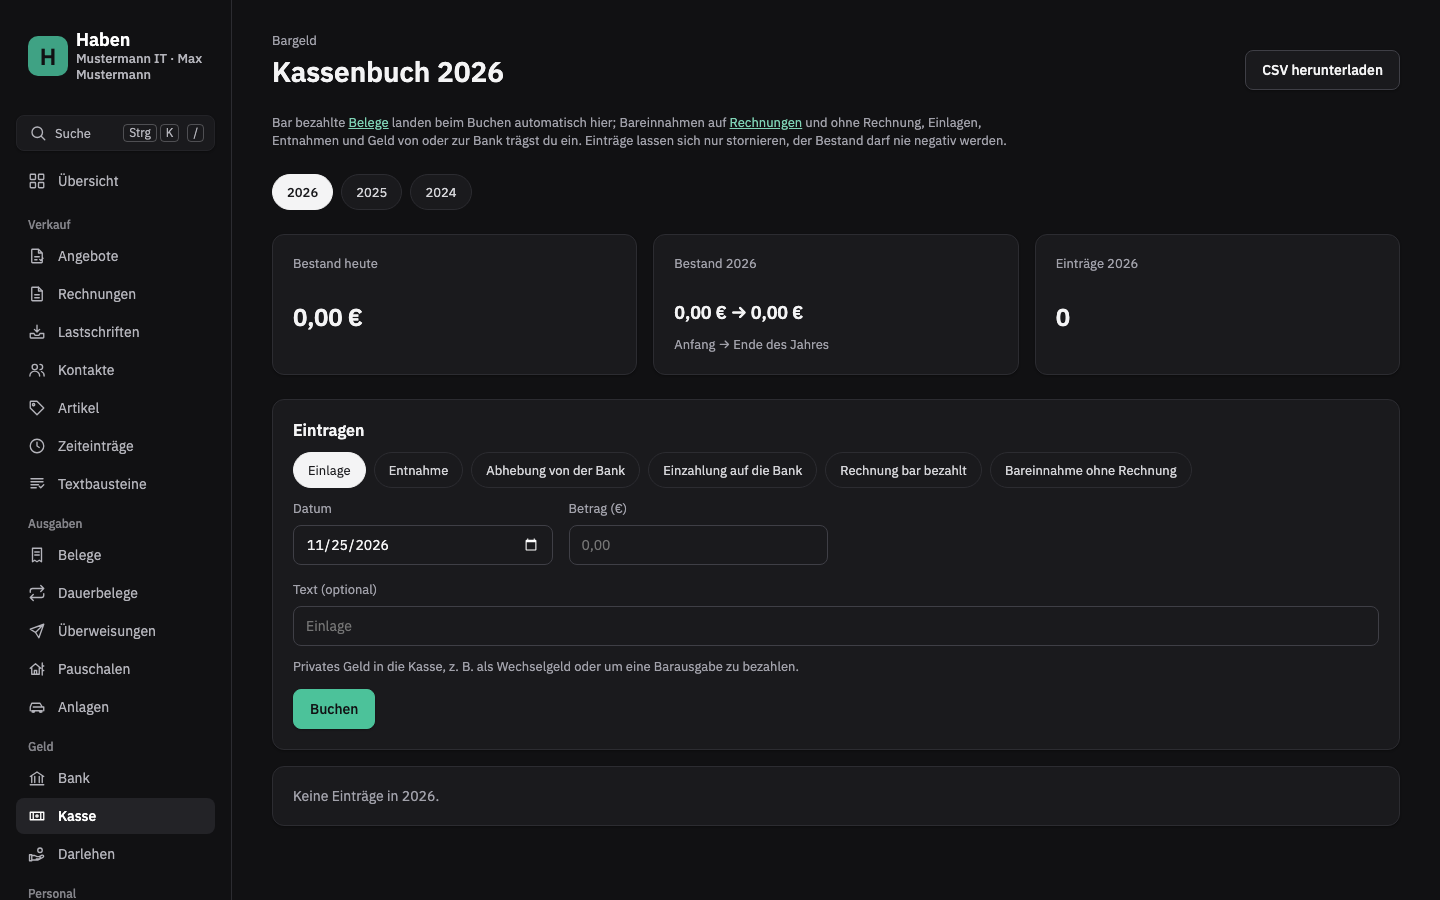 H
Haben
Mustermann IT · Max
Mustermann
Suche Strg K /
Übersicht
Verkauf
Angebote
Rechnungen
Lastschriften
Kontakte
Artikel
Zeiteinträge
Textbausteine
Ausgaben
Belege
Dauerbelege
Überweisungen
Pauschalen
Anlagen
Geld
Bank
Kasse
Darlehen
Personal
Bargeld
Kassenbuch 2026
CSV herunterladen
Bar bezahlte Belege landen beim Buchen automatisch hier; Bareinnahmen auf Rechnungen und ohne Rechnung, Einlagen,
Entnahmen und Geld von oder zur Bank trägst du ein. Einträge lassen sich nur stornieren, der Bestand darf nie negativ werden.
2026 2025 2024
Bestand heute
0,00 €
Bestand 2026
0,00 € → 0,00 €
Anfang → Ende des Jahres
Einträge 2026
0
Eintragen
Einlage Entnahme Abhebung von der Bank Einzahlung auf die Bank Rechnung bar bezahlt Bareinnahme ohne Rechnung
Datum Betrag (€)
11/25/2026 0,00
Text (optional)
Einlage
Privates Geld in die Kasse, z. B. als Wechselgeld oder um eine Barausgabe zu bezahlen.
Buchen
Keine Einträge in 2026.